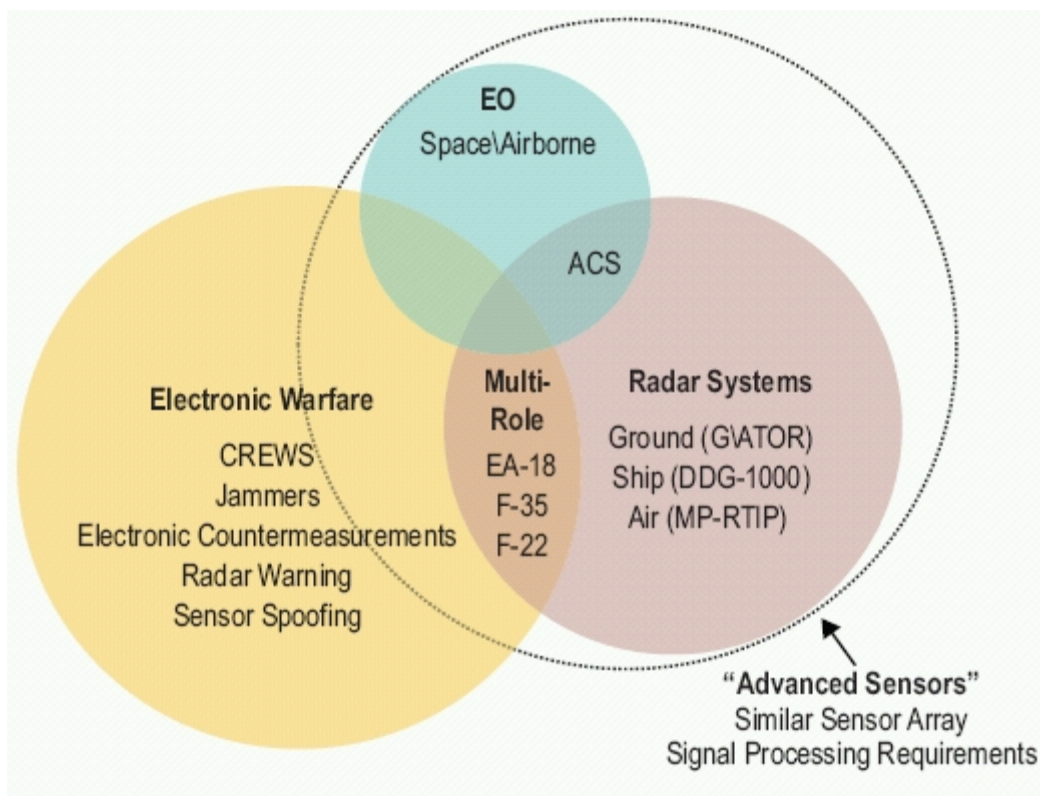 EO
Space\Airborne
ACS
Electronic Warfare
CREWS
Jammers
Electronic Countermeasurements
Radar Warning
Sensor Spoofing
Multi-
Role
EA-18
F-35
F-22
Radar Systems
Ground (G\ATOR)
Ship (DDG-1000)
Air (MP-RTIP)
“Advanced Sensors”
Similar Sensor Array
Signal Processing Requirements